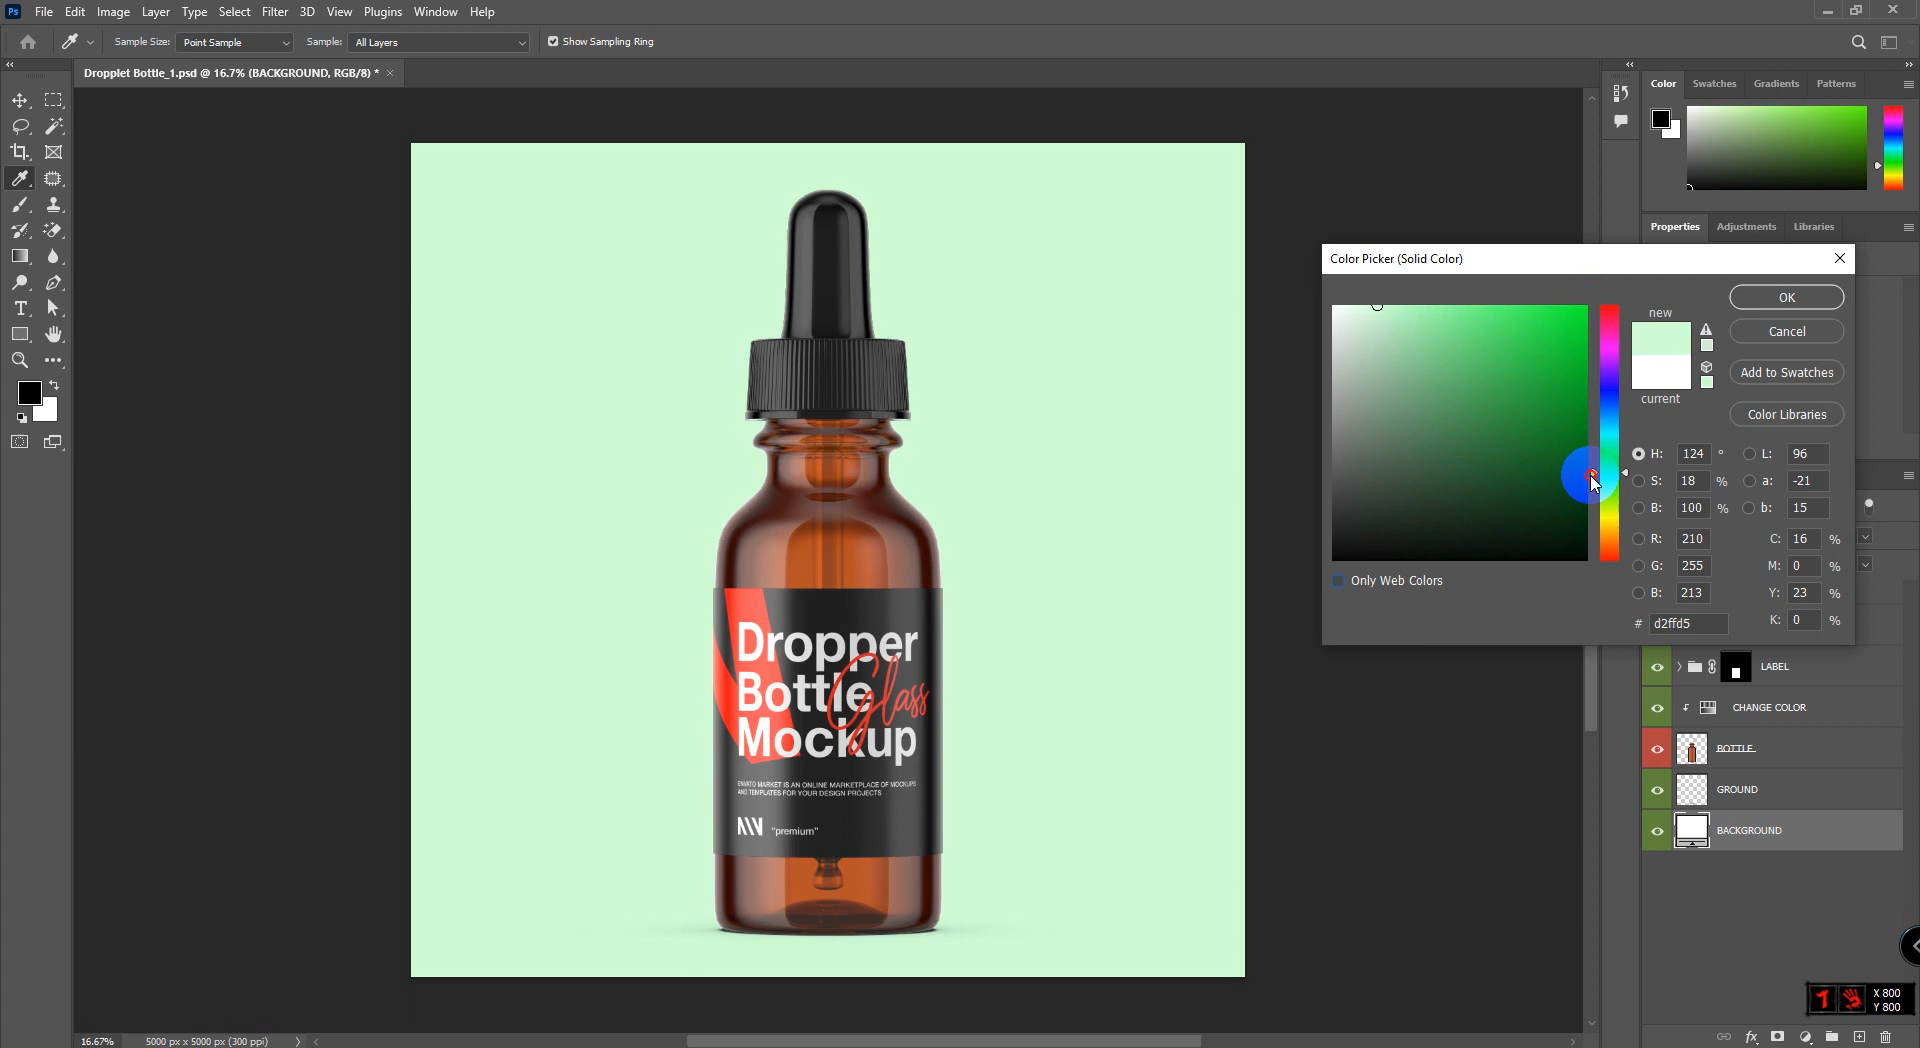 Ps File Edit Image Layer Type Select Filter 3D View Plugins Window Help
Sample Size: Point Sample Sample: All Layers Show Sampling Ring
Dropplet Bottle_1.psd @ 16.7% (BACKGROUND, RGB/8) *
Color Swatches Gradients Patterns
Properties Adjustments Libraries
Color Picker (Solid Color)
new
current
OK
Cancel
Add to Swatches
Color Libraries
H: 124 ° L: 96
S: 18 % a: -21
B: 100 % b: 15
R: 210 C: 16 %
G: 255 M: 0 %
B: 213 Y: 23 %
# d2ffd5 K: 0 %
Only Web Colors
Dropper
Bottle
Glass
Mockup
ENVATO MARKET IS AN ONLINE MARKETPLACE OF MOCKUPS
AND TEMPLATES FOR YOUR DESIGN PROJECTS
"premium"
LABEL
CHANGE COLOR
BOTTLE
GROUND
BACKGROUND
X 800
Y 800
16.67% 5000 px x 5000 px (300 ppi)
fx